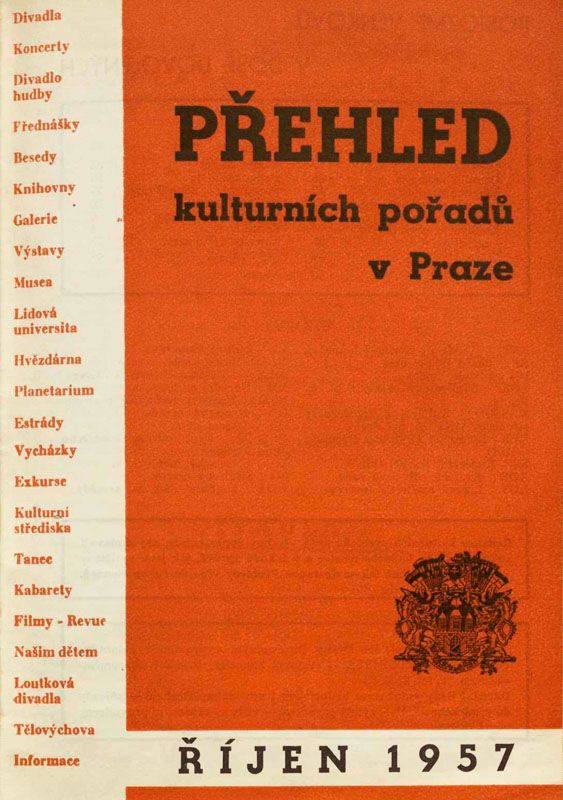 Divadla
Koncerty
Divadlo
hudby
Přednášky
Besedy
Knihovny
Galerie
Výstavy
Musea
Lidová
universita
Hvězdárna
Planetarium
Estrády
Vycházky
Exkurse
Kulturní
střediska
Tanec
Kabarety
Filmy - Revue
Našim dětem
Loutková
divadla
Tělovýchova
Informace
PŘEHLED
kulturních pořadů
v Praze
ŘÍJEN 1957